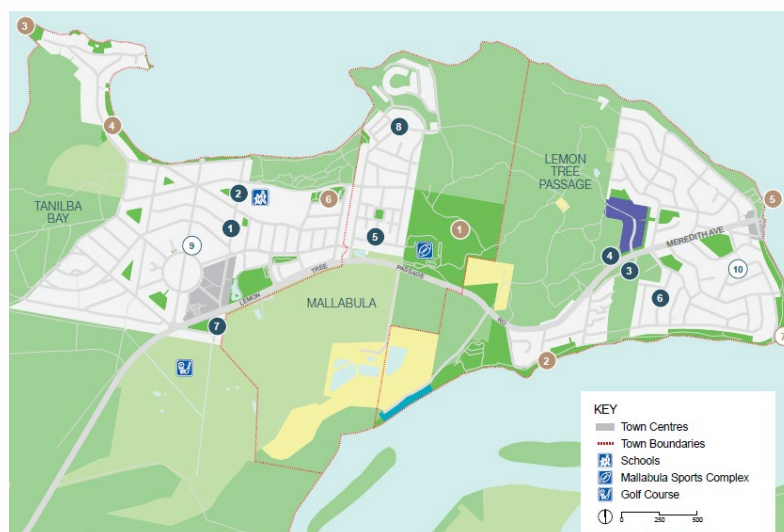 3
4
8
LEMON
TREE
PASSAGE
2
6
1
TANILBA
BAY
5
1
MEREDITH AVE
5
9
4
3
10
LEMON
TREE
PASSAGE
RD
MALLABULA
6
7
7
2
KEY
Town Centres
Town Boundaries
Schools
Mallabula Sports Complex
Golf Course
0 250 500